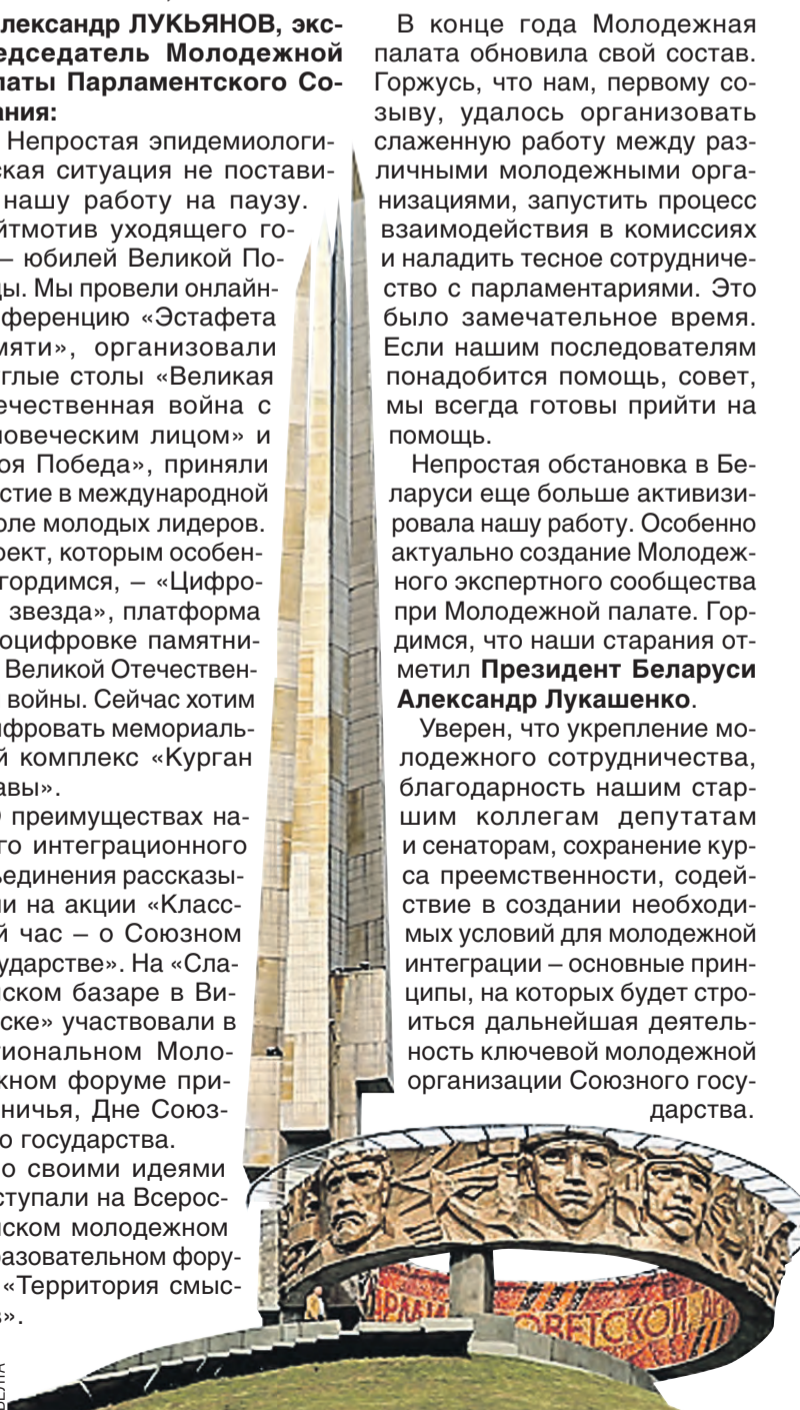 лександр ЛУКЬЯНОВ, экс-
едседатель Молодежной
латы Парламентского Со-
ания:
Непростая эпидемиологи-
ская ситуация не постави-
нашу работу на паузу.
йтмотив уходящего го-
– юбилей Великой По-
ды. Мы провели онлайн-
ференцию «Эстафета
мяти», организовали
глые столы «Великая
ечественная война с
ловеческим лицом» и
оя Победа», приняли
стие в международной
оле молодых лидеров.
оект, которым особен-
гордимся, – «Цифро-
звезда», платформа
оцифровке памятни-
Великой Отечествен-
войны. Сейчас хотим
ифровать мемориаль-
й комплекс «Курган
авы».
О преимуществах на-
го интеграционного
ъединения рассказы-
ли на акции «Класс-
й час – о Союзном
ударстве». На «Сла-
нском базаре в Ви-
ске» участвовали в
гиональном Моло-
жном форуме при-
ничья, Дне Союз-
о государства.
о своими идеями
ступали на Всерос-
йском молодежном
разовательном фору-
«Территория смыс-
в».
БЕЛТА
В конце года Молодежная
палата обновила свой состав.
Горжусь, что нам, первому со-
зыву, удалось организовать
слаженную работу между раз-
личными молодежными орга-
низациями, запустить процесс
взаимодействия в комиссиях
и наладить тесное сотрудниче-
ство с парламентариями. Это
было замечательное время.
Если нашим последователям
понадобится помощь, совет,
мы всегда готовы прийти на
помощь.
Непростая обстановка в Бе-
ларуси еще больше активизи-
ровала нашу работу. Особенно
актуально создание Молодеж-
ного экспертного сообщества
при Молодежной палате. Гор-
димся, что наши старания от-
метил Президент Беларуси
Александр Лукашенко.
Уверен, что укрепление мо-
лодежного сотрудничества,
благодарность нашим стар-
шим коллегам депутатам
и сенаторам, сохранение кур-
са преемственности, содей-
ствие в создании необходи-
мых условий для молодежной
интеграции – основные прин-
ципы, на которых будет стро-
иться дальнейшая деятель-
ность ключевой молодежной
организации Союзного госу-
дарства.
ОВЕТСКОЙ